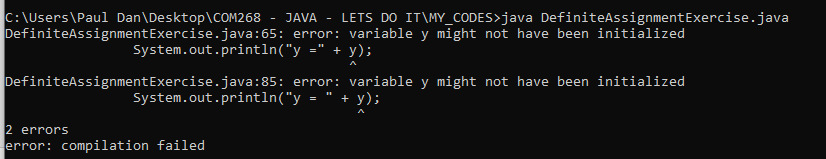 C:\Users\Paul Dan\Desktop\COM268 - JAVA - LETS DO IT\MY_CODES>java DefiniteAssignmentExercise.java
DefiniteAssignmentExercise.java:65: error: variable y might not have been initialized
                System.out.println("y =" + y);
                                           ^
DefiniteAssignmentExercise.java:85: error: variable y might not have been initialized
                System.out.println("y = " + y);
                                            ^
2 errors
error: compilation failed